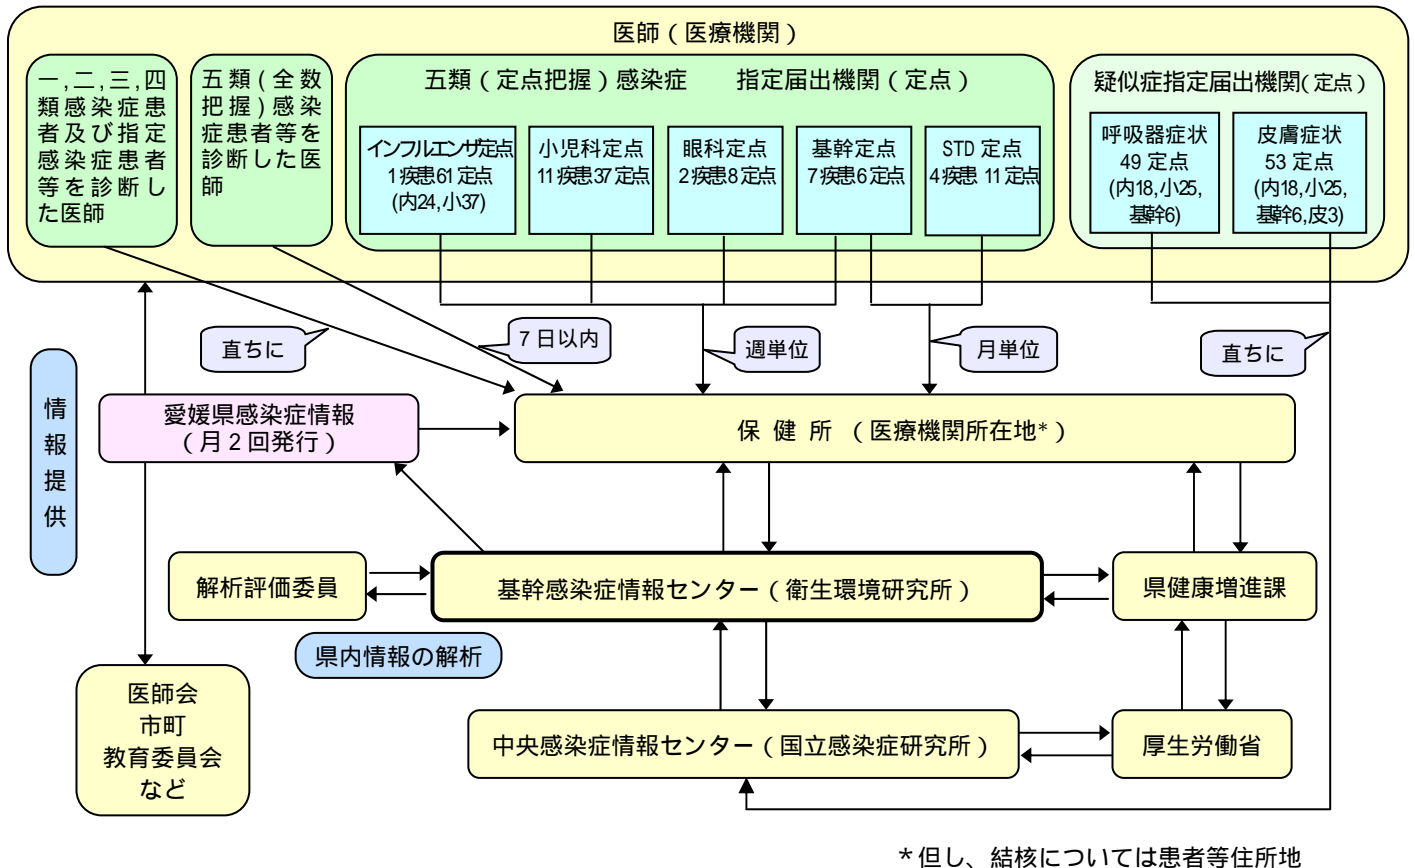 医師(医療機関)
一,二,三,四
類感染症患
者及び指定
感染症患者
等を診断し
た医師
五類(全数
把握)感染
症患者等を
診断した医
師
五類(定点把握)感染症 指定届出機関(定点)
インフルエンザ定点
1疾患61定点
(内24,小37)
小児科定点
11疾患37定点
眼科定点
2疾患8定点
基幹定点
7疾患6定点
STD定点
4疾患 11定点
疑似症指定届出機関(定点)
呼吸器症状
49定点
(内18,小25,
基幹6)
皮膚症状
53定点
(内18,小25,
基幹6,皮3)
直ちに
7日以内
週単位
月単位
直ちに
情報提供
愛媛県感染症情報
(月2回発行)
保健所 (医療機関所在地*)
解析評価委員
基幹感染症情報センター(衛生環境研究所)
県健康増進課
県内情報の解析
医師会
市町
教育委員会
など
中央感染症情報センター(国立感染症研究所)
厚生労働省
*但し、結核については患者等住所地